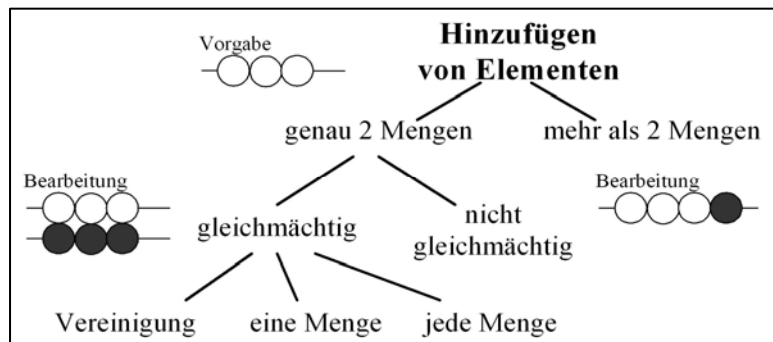 Vorgabe
Hinzufügen
von Elementen
genau 2 Mengen
mehr als 2 Mengen
Bearbeitung
Bearbeitung
gleichmächtig
nicht
gleichmächtig
Vereinigung
eine Menge
jede Menge